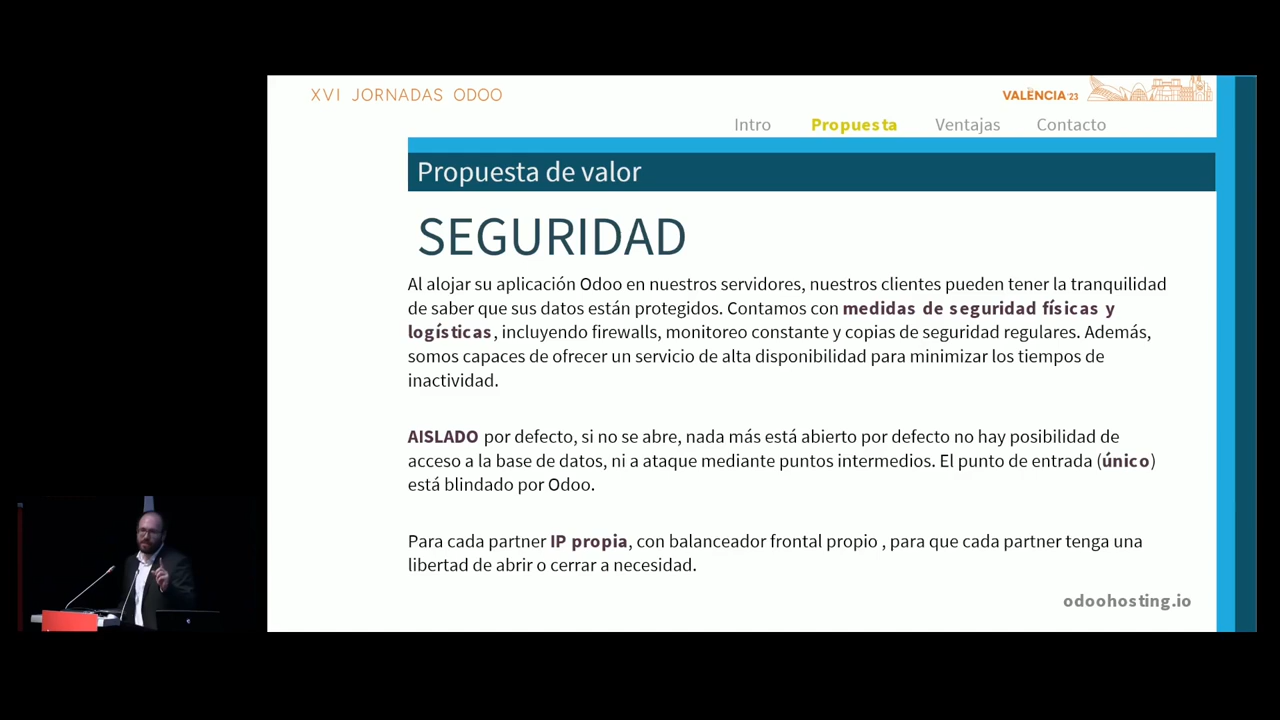 XVI JORNADAS ODOO
VALÈNCIA '23
Intro Propuesta Ventajas Contacto
Propuesta de valor
SEGURIDAD
Al alojar su aplicación Odoo en nuestros servidores, nuestros clientes pueden tener la tranquilidad
de saber que sus datos están protegidos. Contamos con medidas de seguridad físicas y
logísticas, incluyendo firewalls, monitoreo constante y copias de seguridad regulares. Además,
somos capaces de ofrecer un servicio de alta disponibilidad para minimizar los tiempos de
inactividad.
AISLADO por defecto, si no se abre, nada más está abierto por defecto no hay posibilidad de
acceso a la base de datos, ni a ataque mediante puntos intermedios. El punto de entrada (único)
está blindado por Odoo.
Para cada partner IP propia, con balanceador frontal propio , para que cada partner tenga una
libertad de abrir o cerrar a necesidad.
odoohosting.io